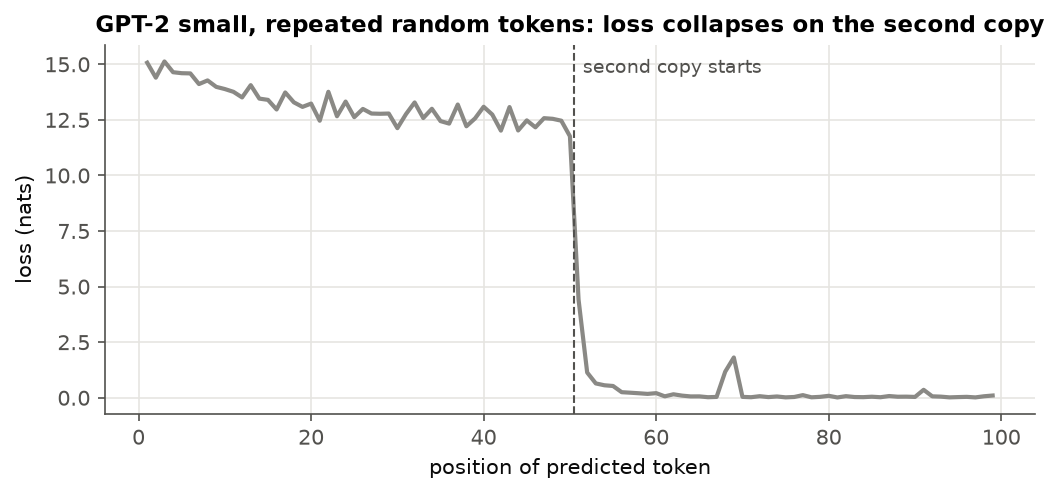 GPT-2 small, repeated random tokens: loss collapses on the second copy
second copy starts
15.0
12.5
10.0
7.5
5.0
2.5
0.0
loss (nats)
0 20 40 60 80 100
position of predicted token